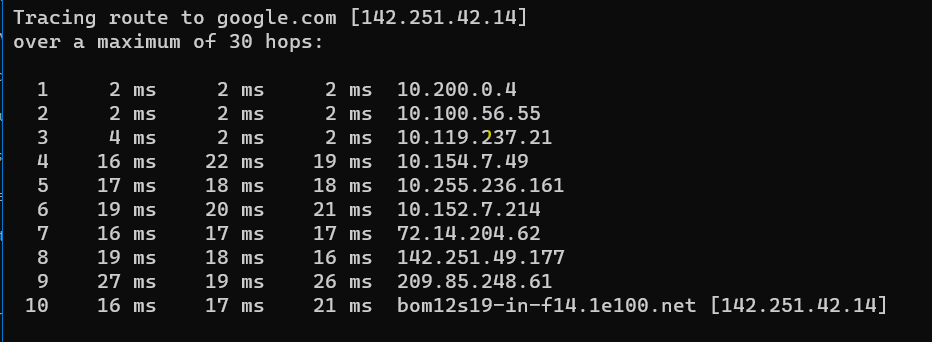 Tracing route to google.com [142.251.42.14]
over a maximum of 30 hops:
1 2 ms 2 ms 2 ms 10.200.0.4
2 2 ms 2 ms 2 ms 10.100.56.55
3 4 ms 2 ms 2 ms 10.119.237.21
4 16 ms 22 ms 19 ms 10.154.7.49
5 17 ms 18 ms 18 ms 10.255.236.161
6 19 ms 20 ms 21 ms 10.152.7.214
7 16 ms 17 ms 17 ms 72.14.204.62
8 19 ms 18 ms 16 ms 142.251.49.177
9 27 ms 19 ms 26 ms 209.85.248.61
10 16 ms 17 ms 21 ms bom12s19-in-f14.1e100.net [142.251.42.14]